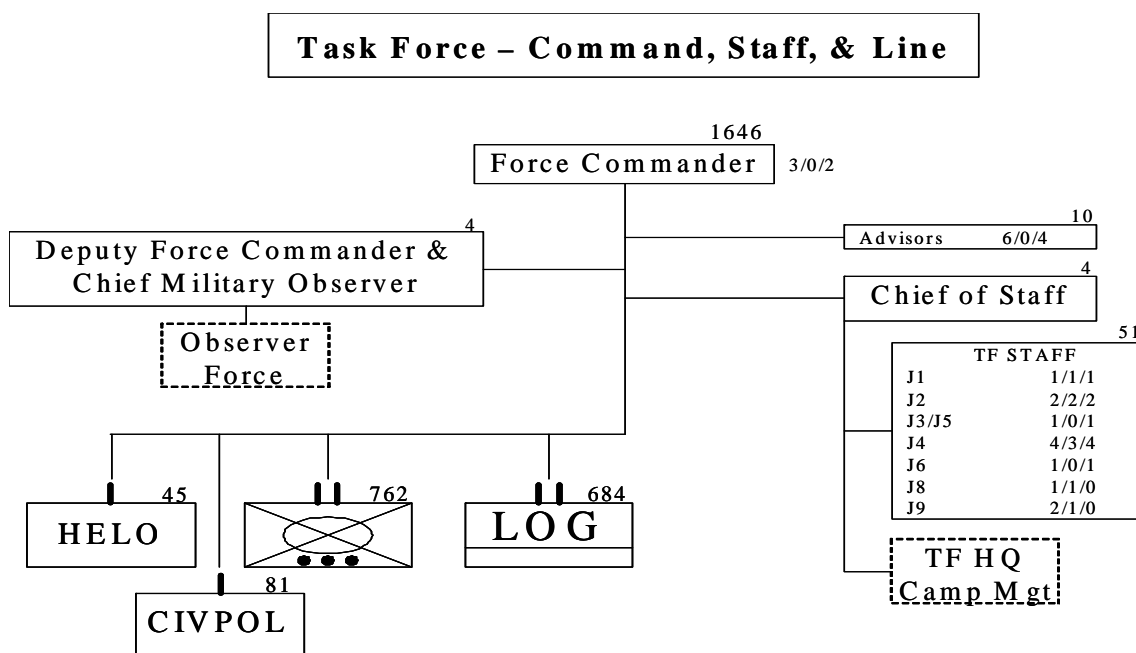 Task Force – Command, Staff, & Line
1646
Force Commander 3/0/2
4
Deputy Force Commander &
Chief Military Observer
Observer
Force
10
Advisors 6/0/4
4
Chief of Staff
51
TF STAFF
J1 1/1/1
J2 2/2/2
J3/J5 1/0/1
J4 4/3/4
J6 1/0/1
J8 1/1/0
J9 2/1/0
TF HQ
Camp Mgt
45
HELO
762
684
LOG
81
CIVPOL